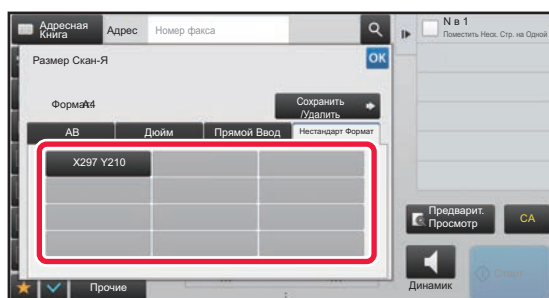 Адресная
Книга
Адрес
Номер факса
N в 1
Поместить Неск. Стр. на Одной
Размер Скан-Я
OK
Формат
A4
Сохранить
/Удалить
AB
Дюйм
Прямой Ввод
Нестандарт Формат
X297 Y210
Предварит.
Просмотр
CA
Прочие
Динамик
Старт